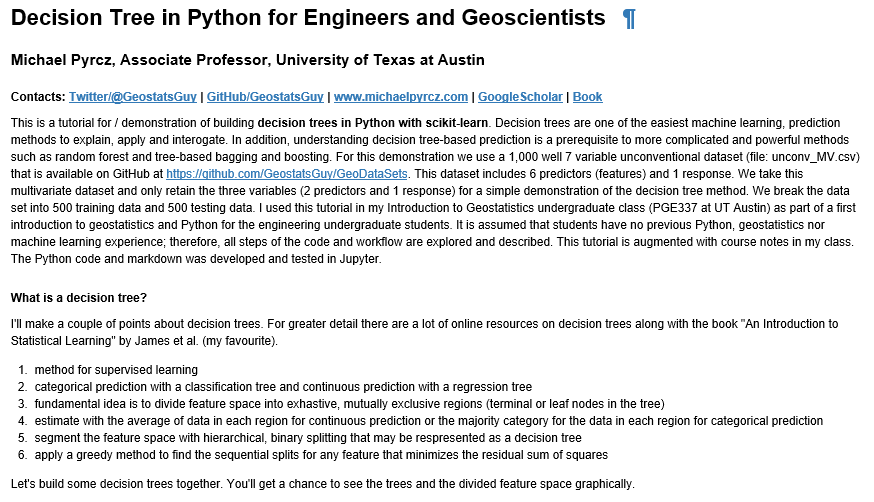 Decision Tree in Python for Engineers and Geoscientists ¶
Michael Pyrcz, Associate Professor, University of Texas at Austin
Contacts: Twitter/@GeostatsGuy | GitHub/GeostatsGuy | www.michaelpyrcz.com | GoogleScholar | Book
This is a tutorial for / demonstration of building decision trees in Python with scikit-learn. Decision trees are one of the easiest machine learning, prediction
methods to explain, apply and interogate. In addition, understanding decision tree-based prediction is a prerequisite to more complicated and powerful methods
such as random forest and tree-based bagging and boosting. For this demonstration we use a 1,000 well 7 variable unconventional dataset (file: unconv_MV.csv)
that is available on GitHub at https://github.com/GeostatsGuy/GeoDataSets. This dataset includes 6 predictors (features) and 1 response. We take this
multivariate dataset and only retain the three variables (2 predictors and 1 response) for a simple demonstration of the decision tree method. We break the data
set into 500 training data and 500 testing data. I used this tutorial in my Introduction to Geostatistics undergraduate class (PGE337 at UT Austin) as part of a first
introduction to geostatistics and Python for the engineering undergraduate students. It is assumed that students have no previous Python, geostatistics nor
machine learning experience; therefore, all steps of the code and workflow are explored and described. This tutorial is augmented with course notes in my class.
The Python code and markdown was developed and tested in Jupyter.
What is a decision tree?
I'll make a couple of points about decision trees. For greater detail there are a lot of online resources on decision trees along with the book "An Introduction to
Statistical Learning" by James et al. (my favourite).
1. method for supervised learning
2. categorical prediction with a classification tree and continuous prediction with a regression tree
3. fundamental idea is to divide feature space into exhastive, mutually exclusive regions (terminal or leaf nodes in the tree)
4. estimate with the average of data in each region for continuous prediction or the majority category for the data in each region for categorical prediction
5. segment the feature space with hierarchical, binary splitting that may be respresented as a decision tree
6. apply a greedy method to find the sequential splits for any feature that minimizes the residual sum of squares
Let's build some decision trees together. You'll get a chance to see the trees and the divided feature space graphically.